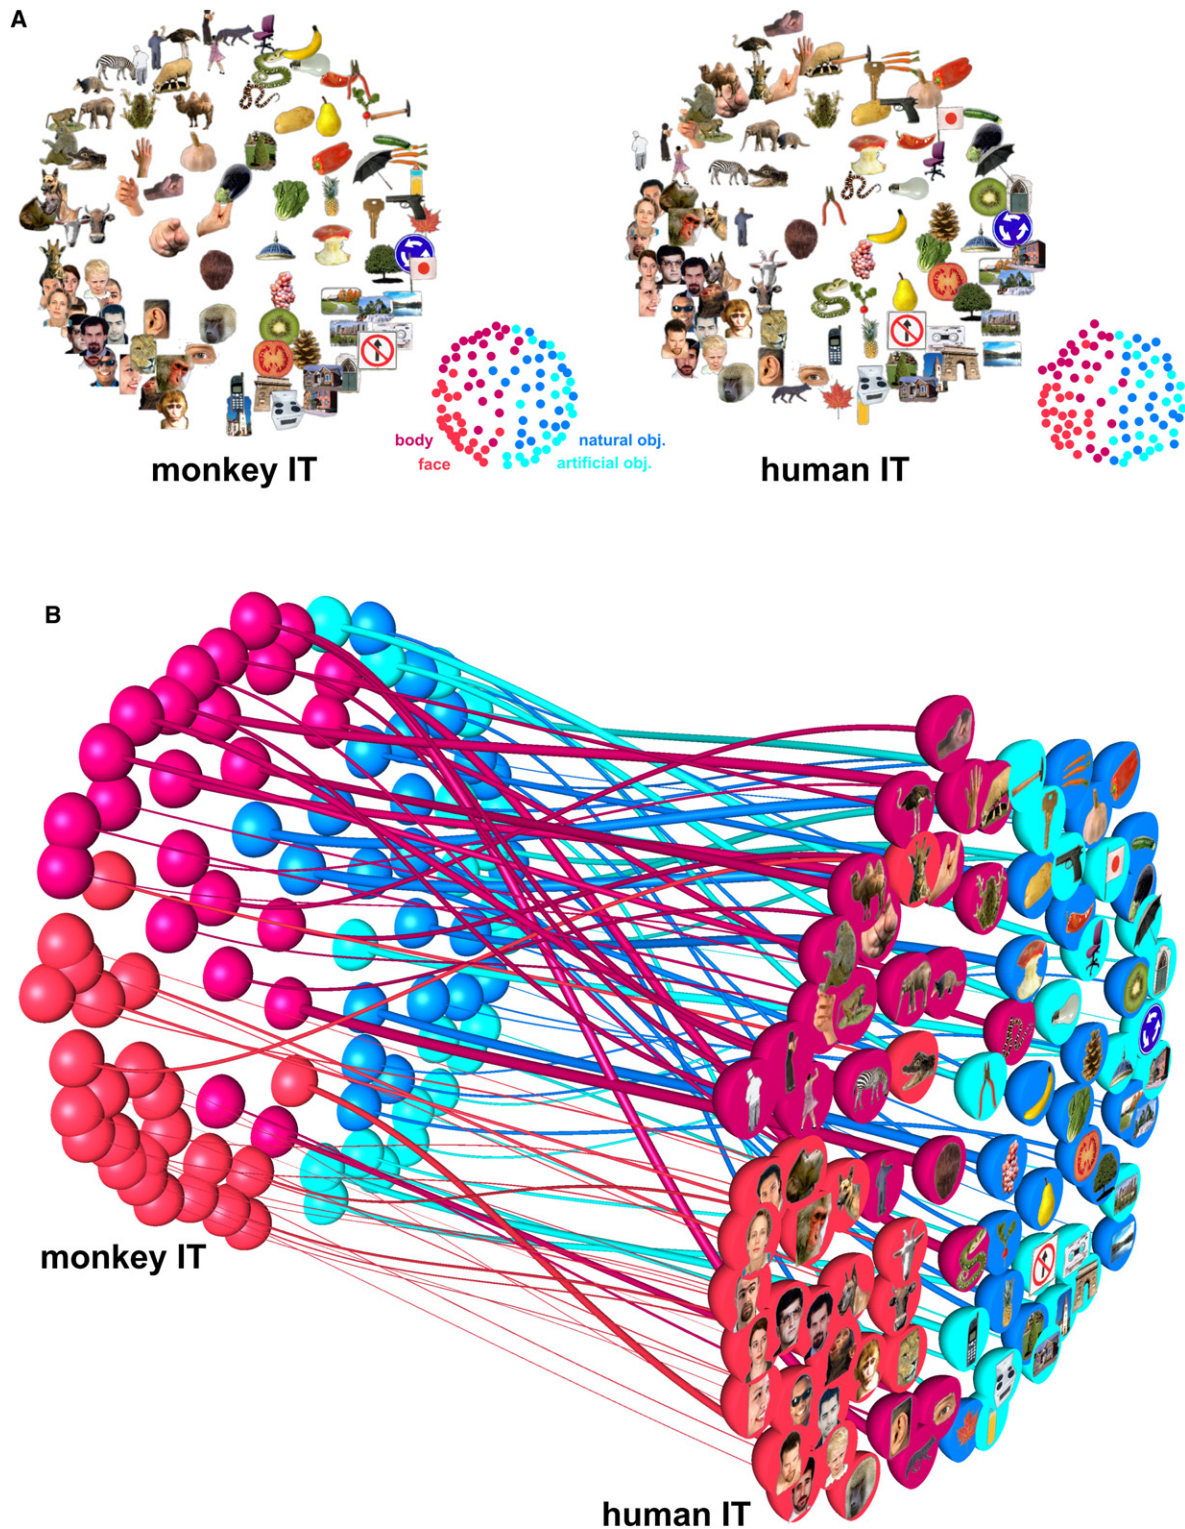 A
body
face
natural obj.
artificial obj.
monkey IT
human IT
B
monkey IT
human IT